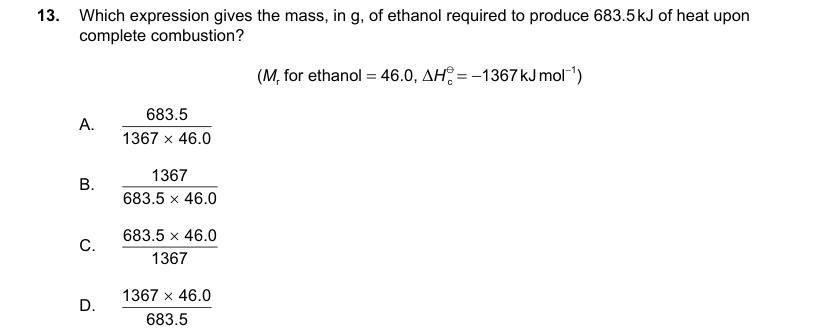 13. Which expression gives the mass, in g, of ethanol required to produce 683.5 kJ of heat upon
complete combustion?
(Mr for ethanol = 46.0, ΔH⦵c = −1367 kJ mol⁻¹)
A. 683.5
1367 × 46.0
B. 1367
683.5 × 46.0
C. 683.5 × 46.0
1367
D. 1367 × 46.0
683.5